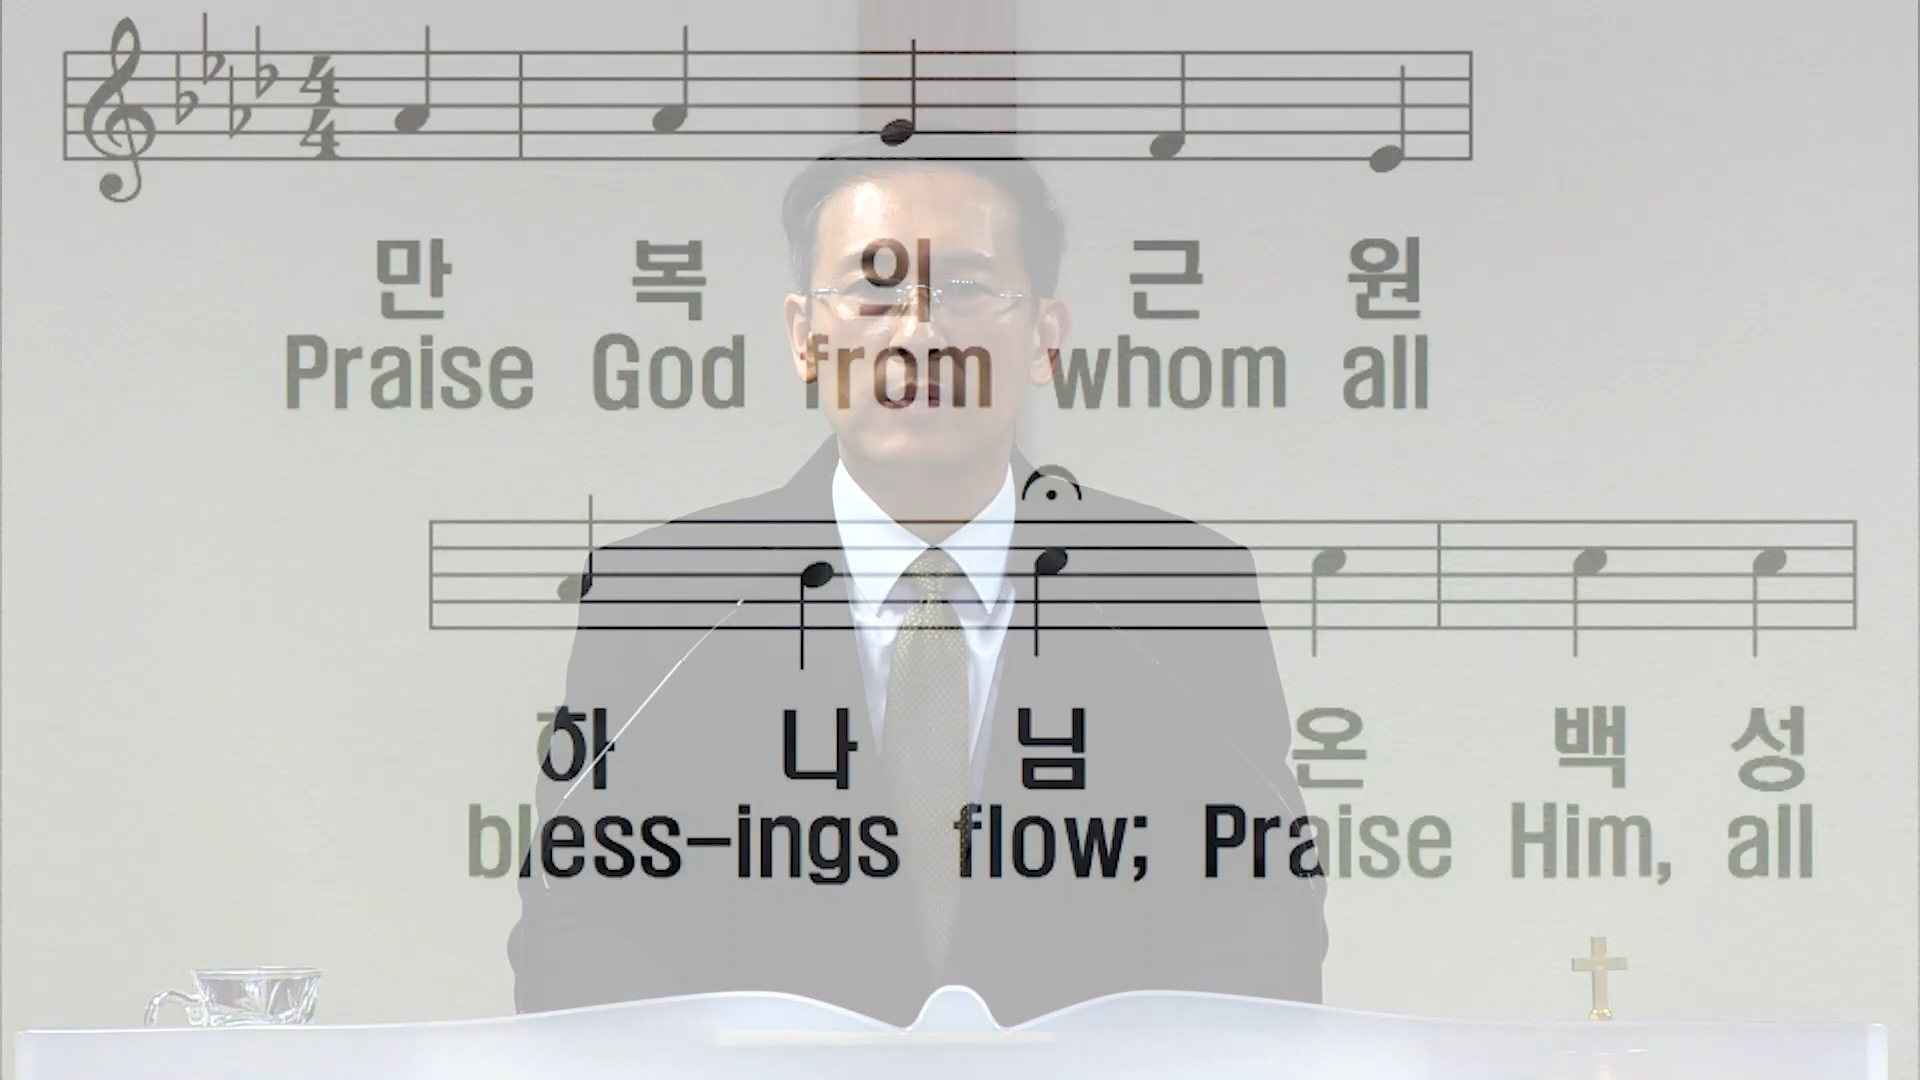 만 복 의 근 원
Praise God from whom all
하 나 님 온 백 성
bless-ings flow; Praise Him, all